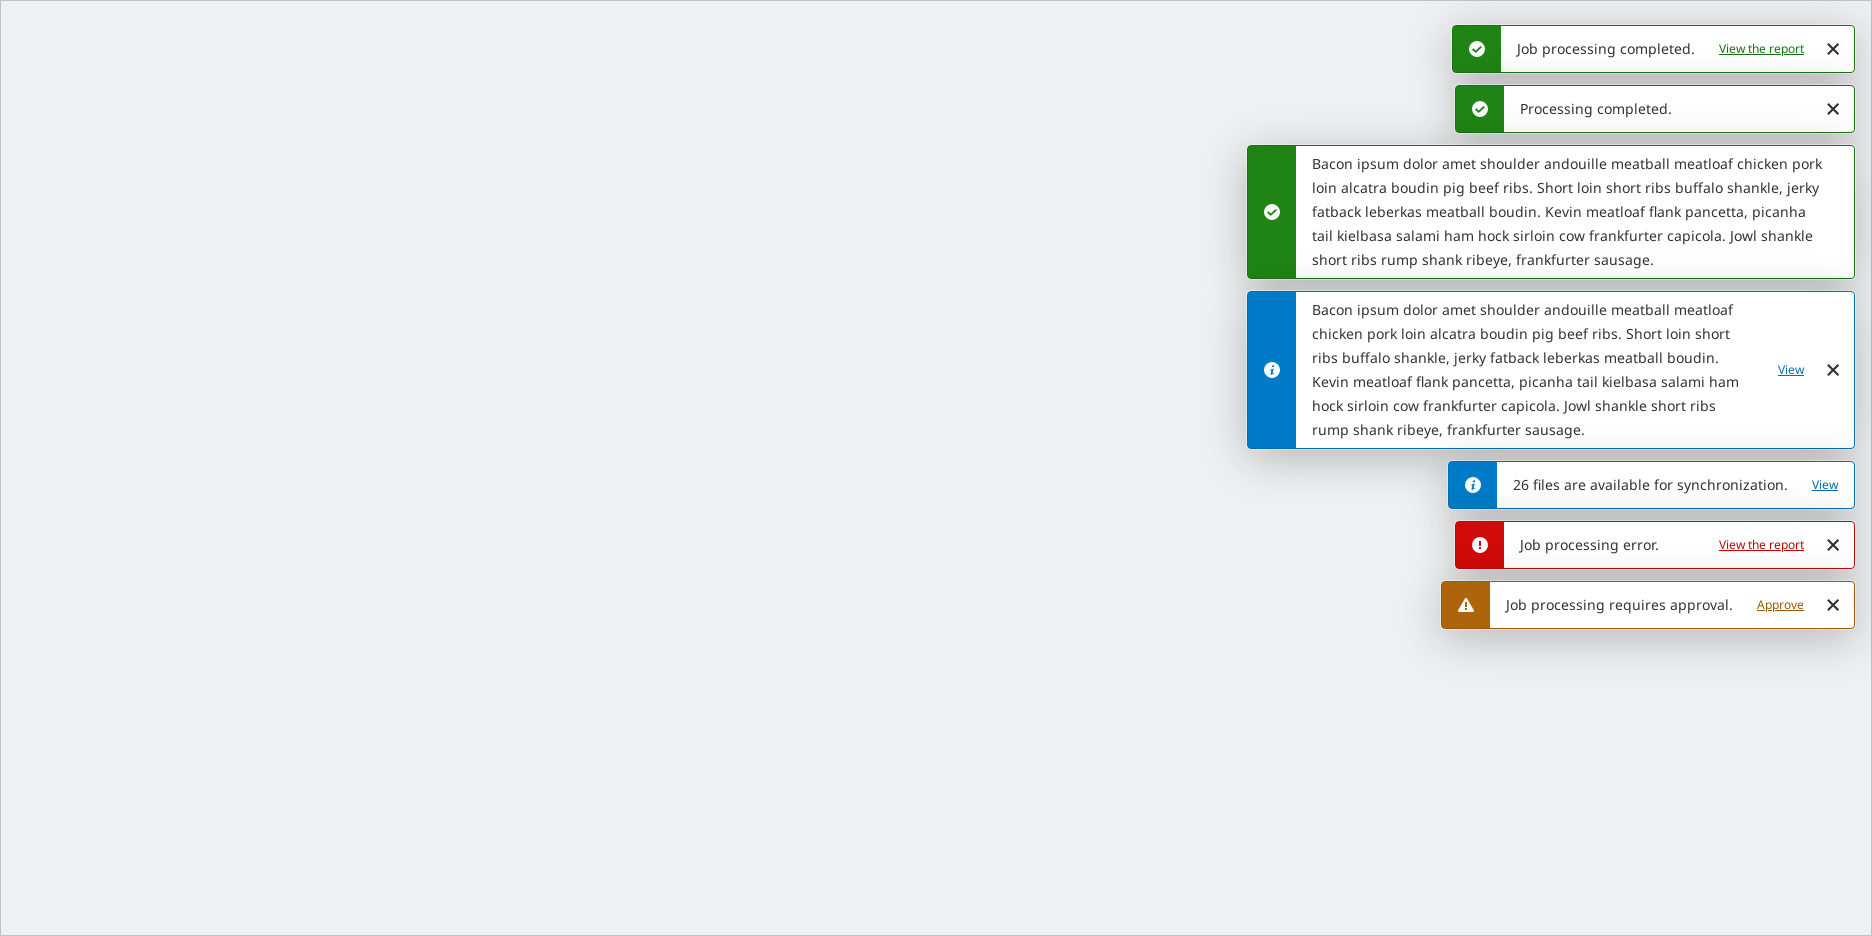 Job processing completed. View the report
Processing completed.
Bacon ipsum dolor amet shoulder andouille meatball meatloaf chicken pork
loin alcatra boudin pig beef ribs. Short loin short ribs buffalo shankle, jerky
fatback leberkas meatball boudin. Kevin meatloaf flank pancetta, picanha
tail kielbasa salami ham hock sirloin cow frankfurter capicola. Jowl shankle
short ribs rump shank ribeye, frankfurter sausage.
Bacon ipsum dolor amet shoulder andouille meatball meatloaf
chicken pork loin alcatra boudin pig beef ribs. Short loin short
ribs buffalo shankle, jerky fatback leberkas meatball boudin.
Kevin meatloaf flank pancetta, picanha tail kielbasa salami ham
hock sirloin cow frankfurter capicola. Jowl shankle short ribs
rump shank ribeye, frankfurter sausage.
View
26 files are available for synchronization. View
Job processing error. View the report
Job processing requires approval. Approve